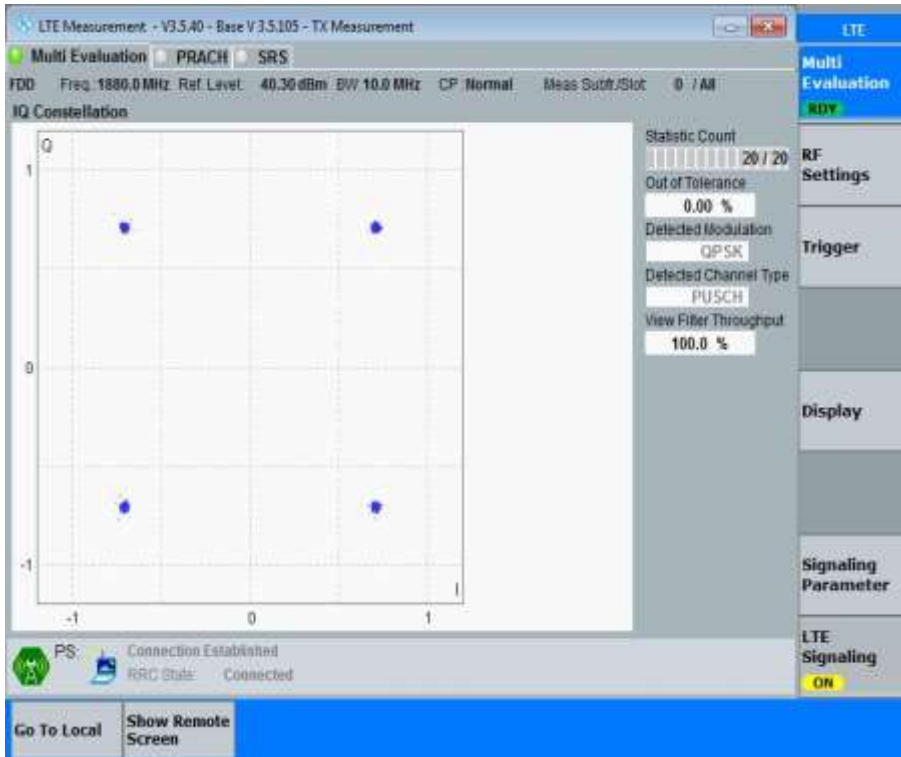 LTE Measurement - V3.5.40 - Base V 3.5.105 - TX Measurement
LTE
Multi Evaluation PRACH SRS
Multi
Evaluation
RDY
FDD Freq: 1880.0 MHz Ref. Level: 40.30 dBm BW: 10.0 MHz CP: Normal Meas Subfr./Slot: 0 / All
IQ Constellation
Q
1
0
-1
I
-1 0 1
Statistic Count
20 / 20
Out of Tolerance
0.00 %
Detected Modulation
QPSK
Detected Channel Type
PUSCH
View Filter Throughput
100.0 %
RF
Settings
Trigger
Display
Signaling
Parameter
LTE
Signaling
ON
PS: Connection Established
RRC State: Connected
Go To Local
Show Remote
Screen